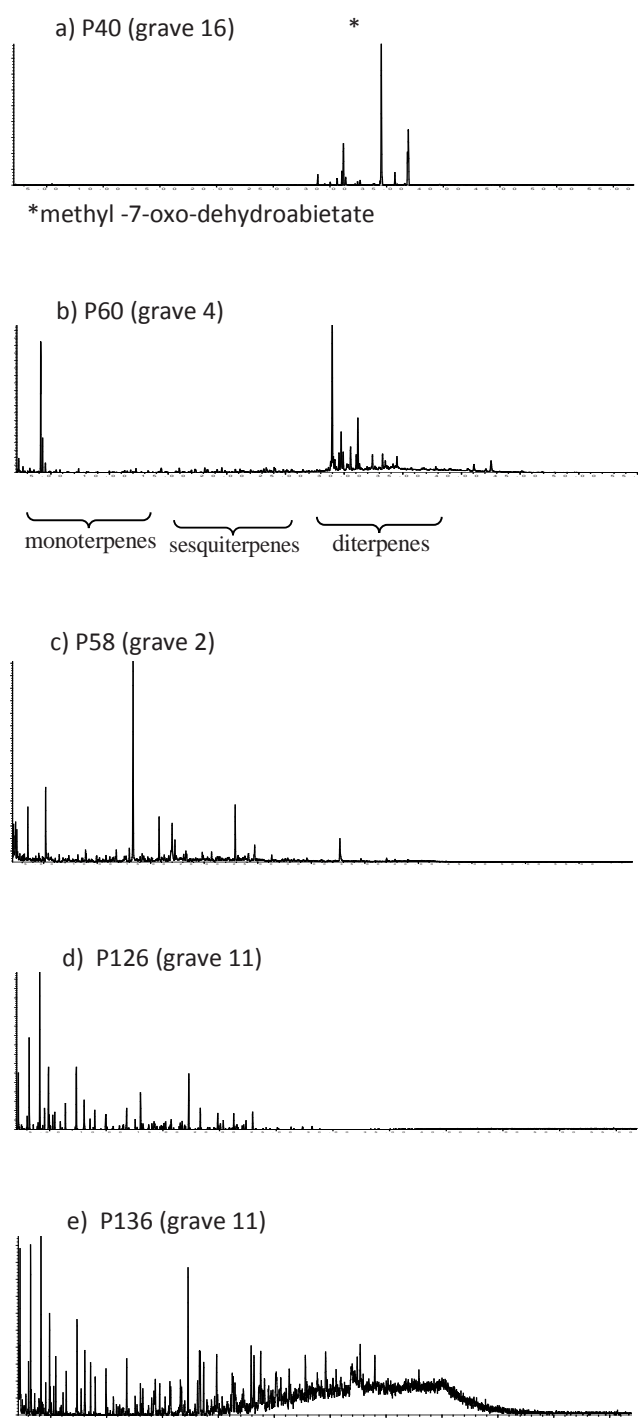 a) P40 (grave 16)
*
*methyl -7-oxo-dehydroabietate
b) P60 (grave 4)
monoterpenes sesquiterpenes diterpenes
c) P58 (grave 2)
d) P126 (grave 11)
e) P136 (grave 11)